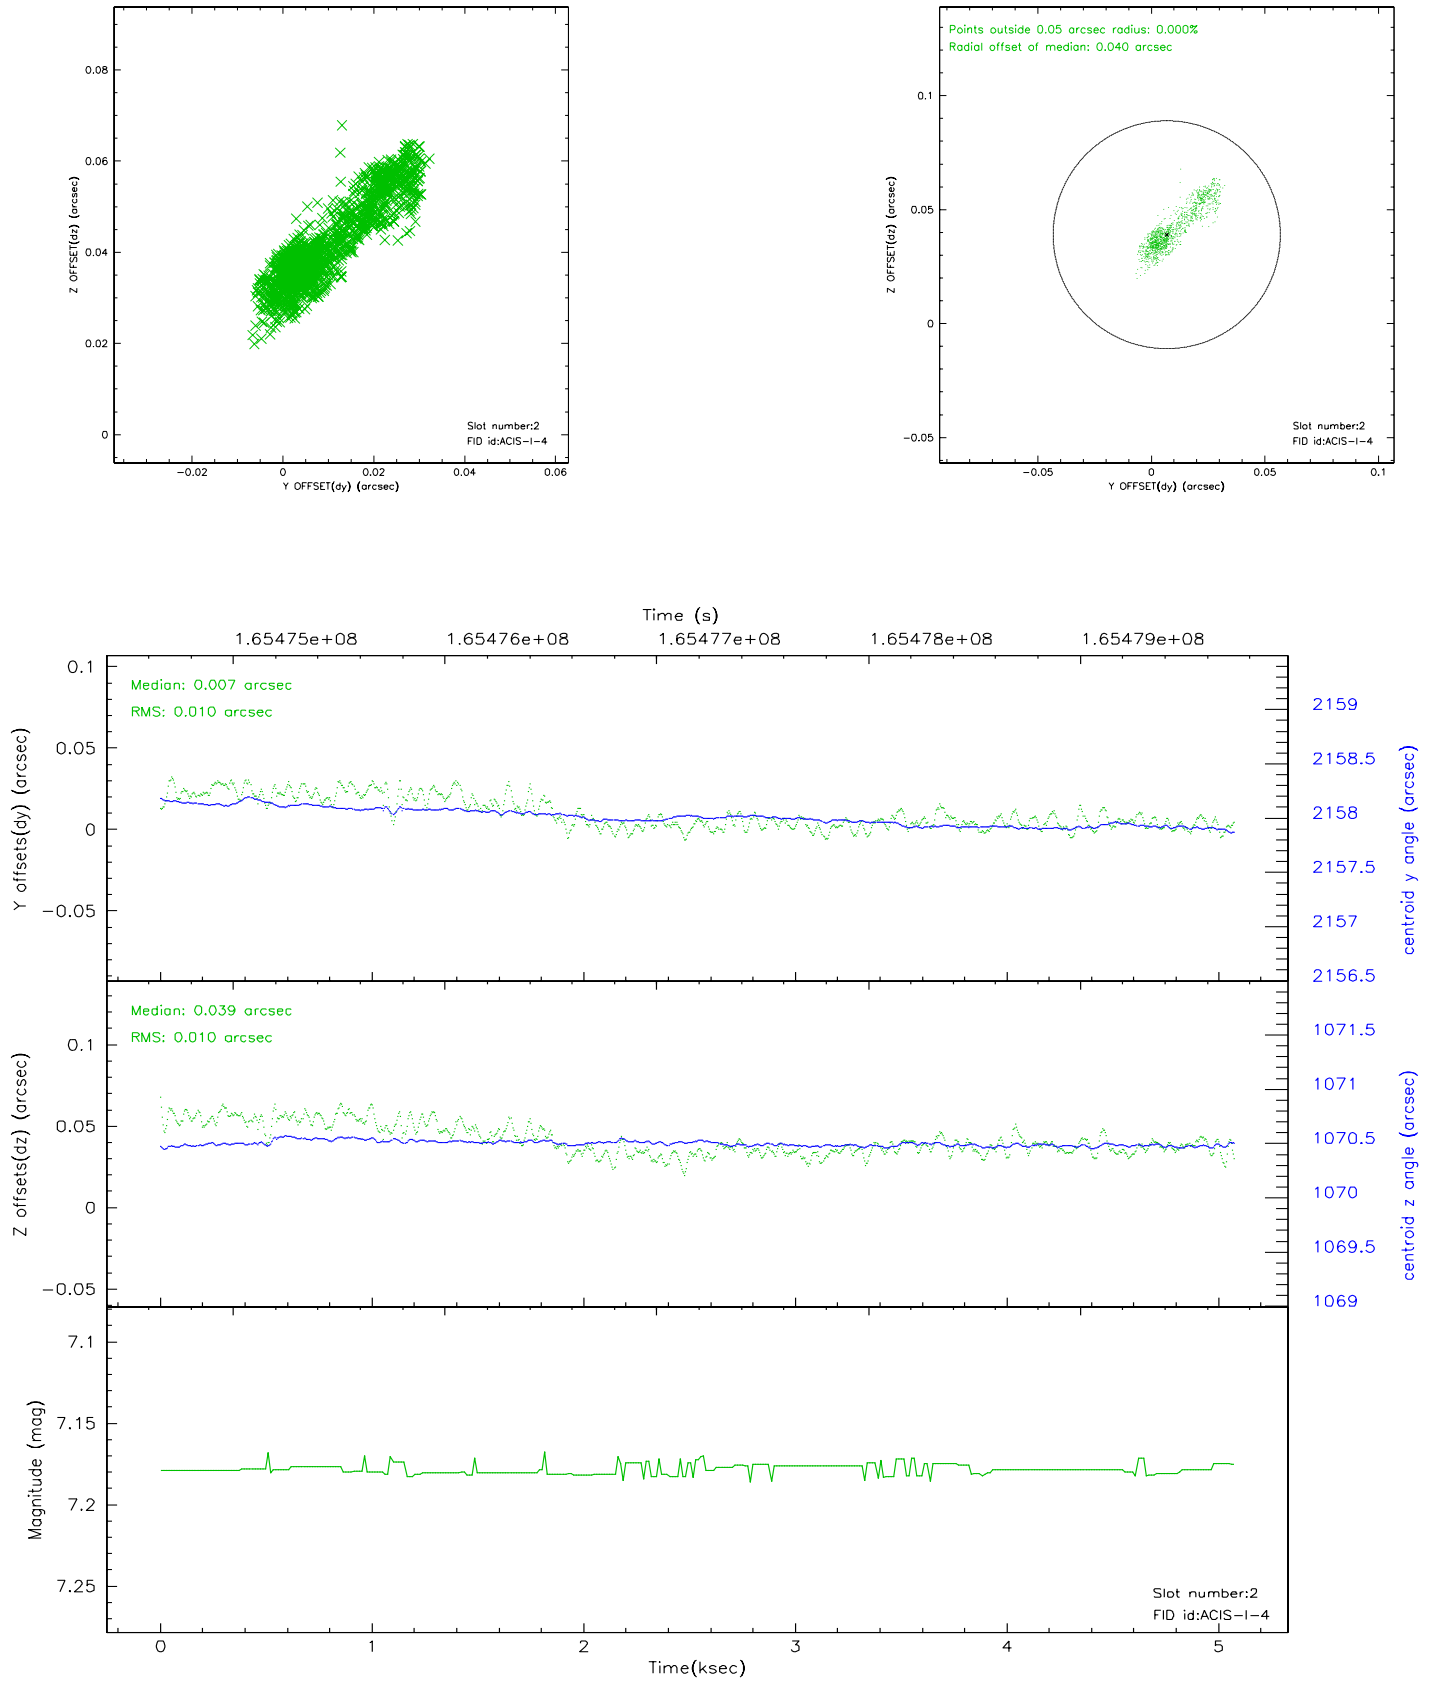 0.08
0.06
0.04
0.02
0
Z OFFSET(dz) (arcsec)
Slot number:2
FID id:ACIS-I-4
-0.02 0 0.02 0.04 0.06
Y OFFSET(dy) (arcsec)
Points outside 0.05 arcsec radius: 0.000%
Radial offset of median: 0.040 arcsec
0.1
0.05
0
-0.05
Z OFFSET(dz) (arcsec)
Slot number:2
FID id:ACIS-I-4
-0.05 0 0.05 0.1
Y OFFSET(dy) (arcsec)
Time (s)
1.65475e+08 1.65476e+08 1.65477e+08 1.65478e+08 1.65479e+08
Median: 0.007 arcsec
RMS: 0.010 arcsec
0.1
0.05
0
-0.05
Y offsets(dy) (arcsec)
2159
2158.5
2158
2157.5
2157
2156.5
centroid y angle (arcsec)
Median: 0.039 arcsec
RMS: 0.010 arcsec
0.1
0.05
0
-0.05
Z offsets(dz) (arcsec)
1071.5
1071
1070.5
1070
1069.5
1069
centroid z angle (arcsec)
7.1
7.15
7.2
7.25
Magnitude (mag)
Slot number:2
FID id:ACIS-I-4
0 1 2 3 4 5
Time(ksec)